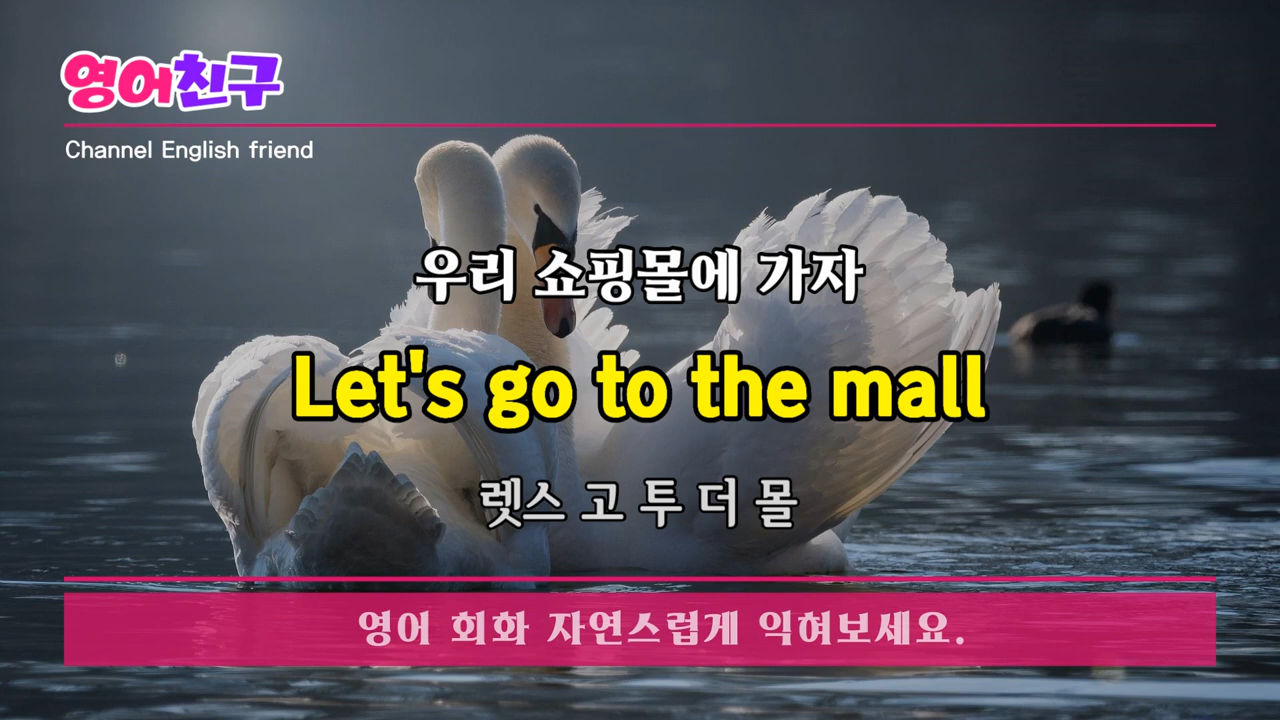 영어친구
Channel English friend
우리 쇼핑몰에 가자
Let's go to the mall
렛스 고 투 더 몰
영어 회화 자연스럽게 익혀보세요.